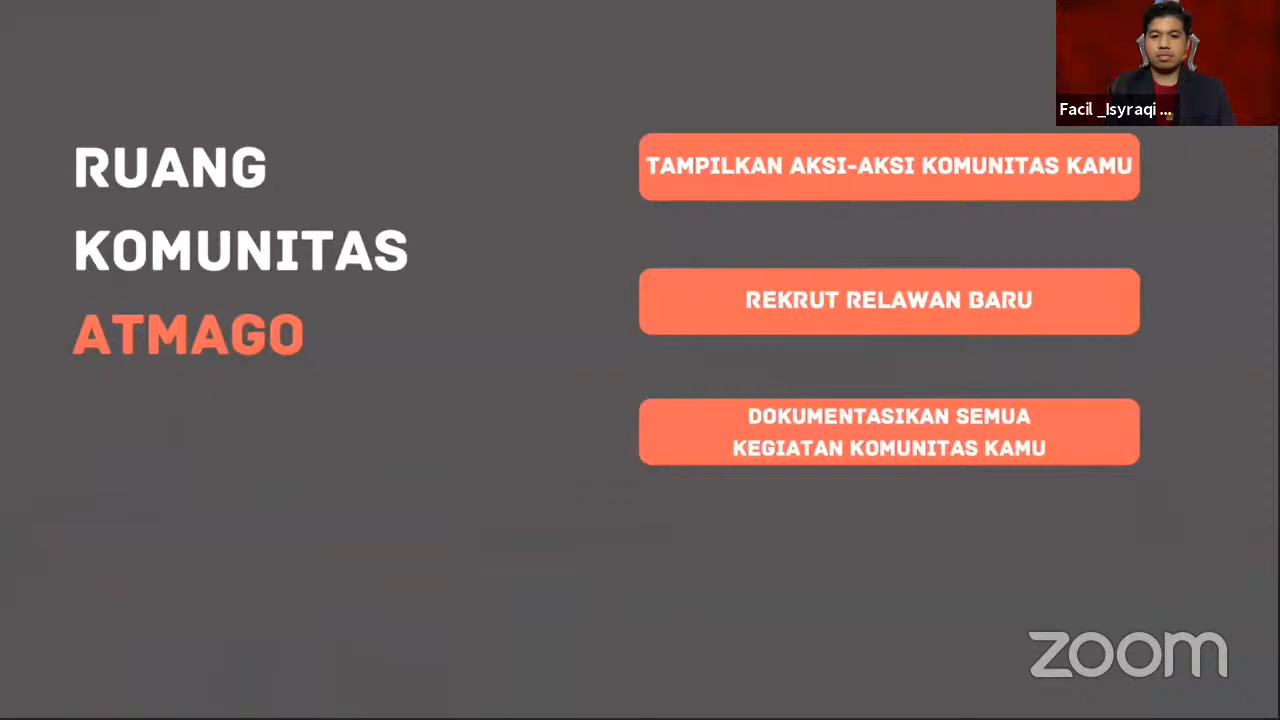 RUANG
KOMUNITAS
ATMAGO
TAMPILKAN AKSI-AKSI KOMUNITAS KAMU
REKRUT RELAWAN BARU
DOKUMENTASIKAN SEMUA
KEGIATAN KOMUNITAS KAMU
Facil _Isyraqi ...
zoom